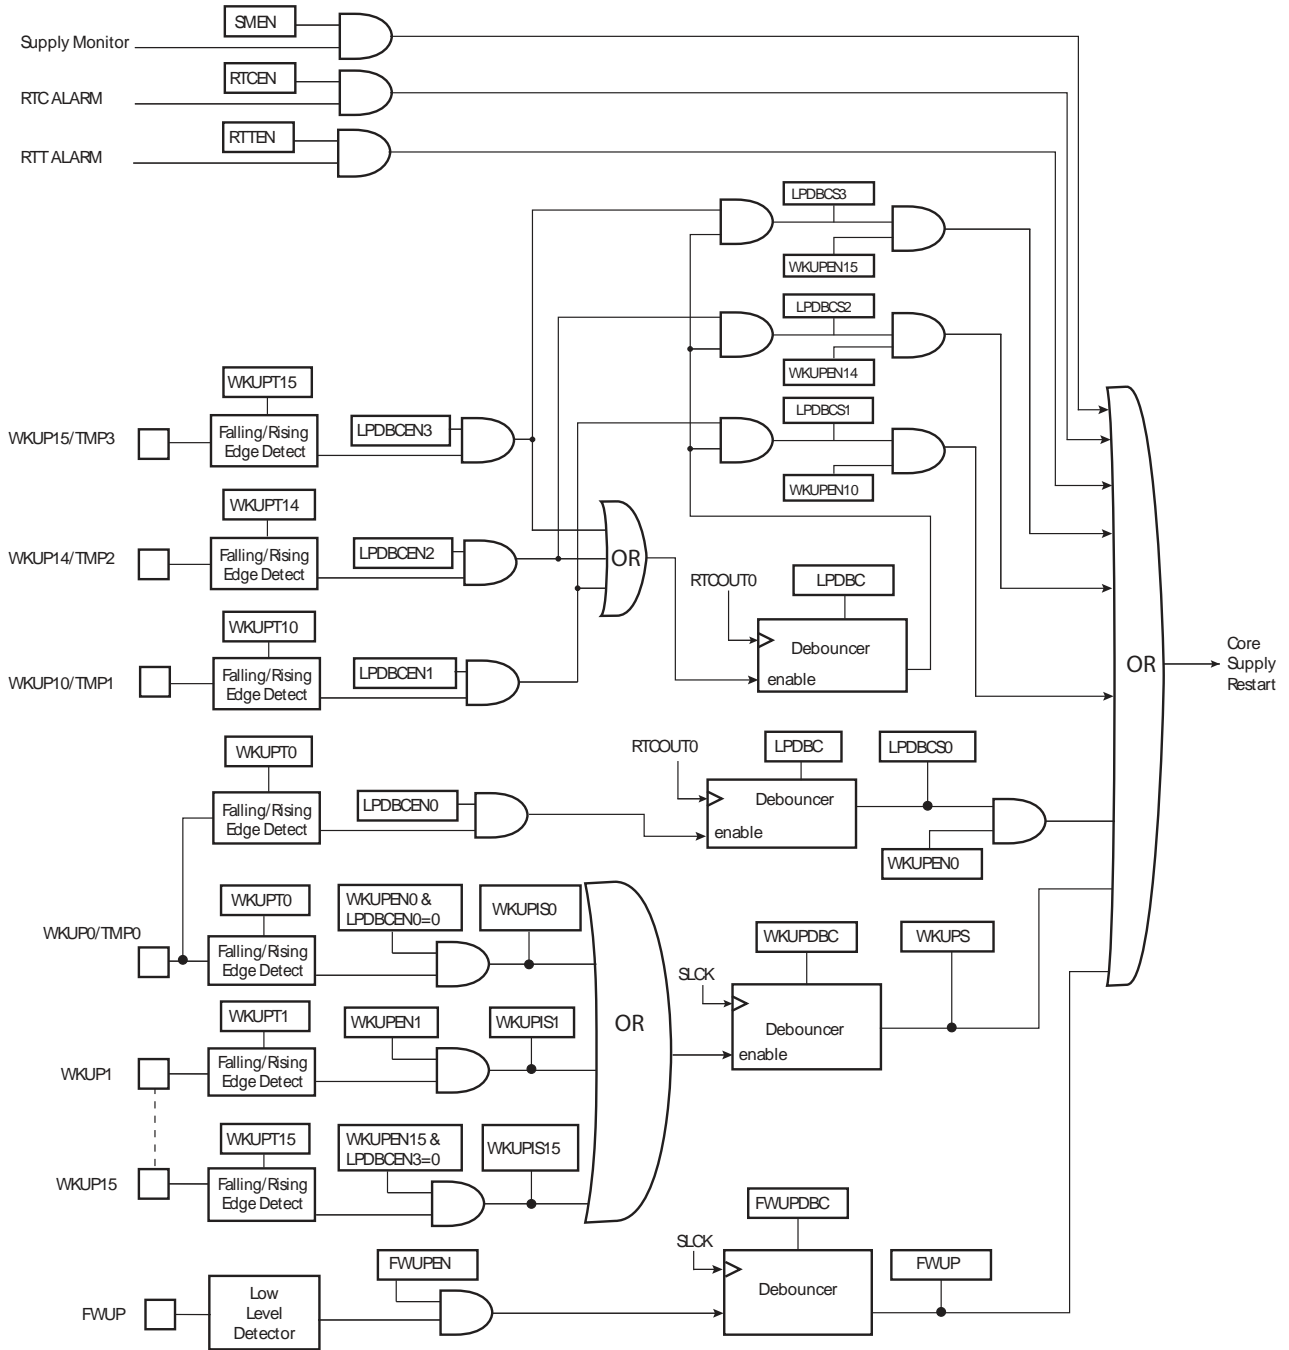 SMEN
Supply Monitor
RTCEN
RTC ALARM
RTTEN
RTT ALARM
LPDBCS3
WKUPEN15
LPDBCS2
WKUPEN14
LPDBCS1
WKUPEN10
WKUPT15
WKUP15/TMP3
Falling/Rising
Edge Detect
LPDBCEN3
WKUPT14
WKUP14/TMP2
Falling/Rising
Edge Detect
LPDBCEN2
OR
RTCOUT0
LPDBC
Debouncer
enable
WKUPT10
WKUP10/TMP1
Falling/Rising
Edge Detect
LPDBCEN1
OR
Core
Supply
Restart
WKUPT0
Falling/Rising
Edge Detect
LPDBCEN0
RTCOUT0
LPDBC
Debouncer
enable
LPDBCS0
WKUPEN0
WKUP0/TMP0
WKUPT0
Falling/Rising
Edge Detect
WKUPEN0 &
LPDBCEN0=0
WKUPIS0
WKUPT1
WKUP1
Falling/Rising
Edge Detect
WKUPEN1
WKUPIS1
OR
SLCK
WKUPDBC
Debouncer
enable
WKUPS
WKUPT15
WKUP15
Falling/Rising
Edge Detect
WKUPEN15 &
LPDBCEN3=0
WKUPIS15
FWUP
Low
Level
Detector
FWUPEN
SLCK
FWUPDBC
Debouncer
FWUP